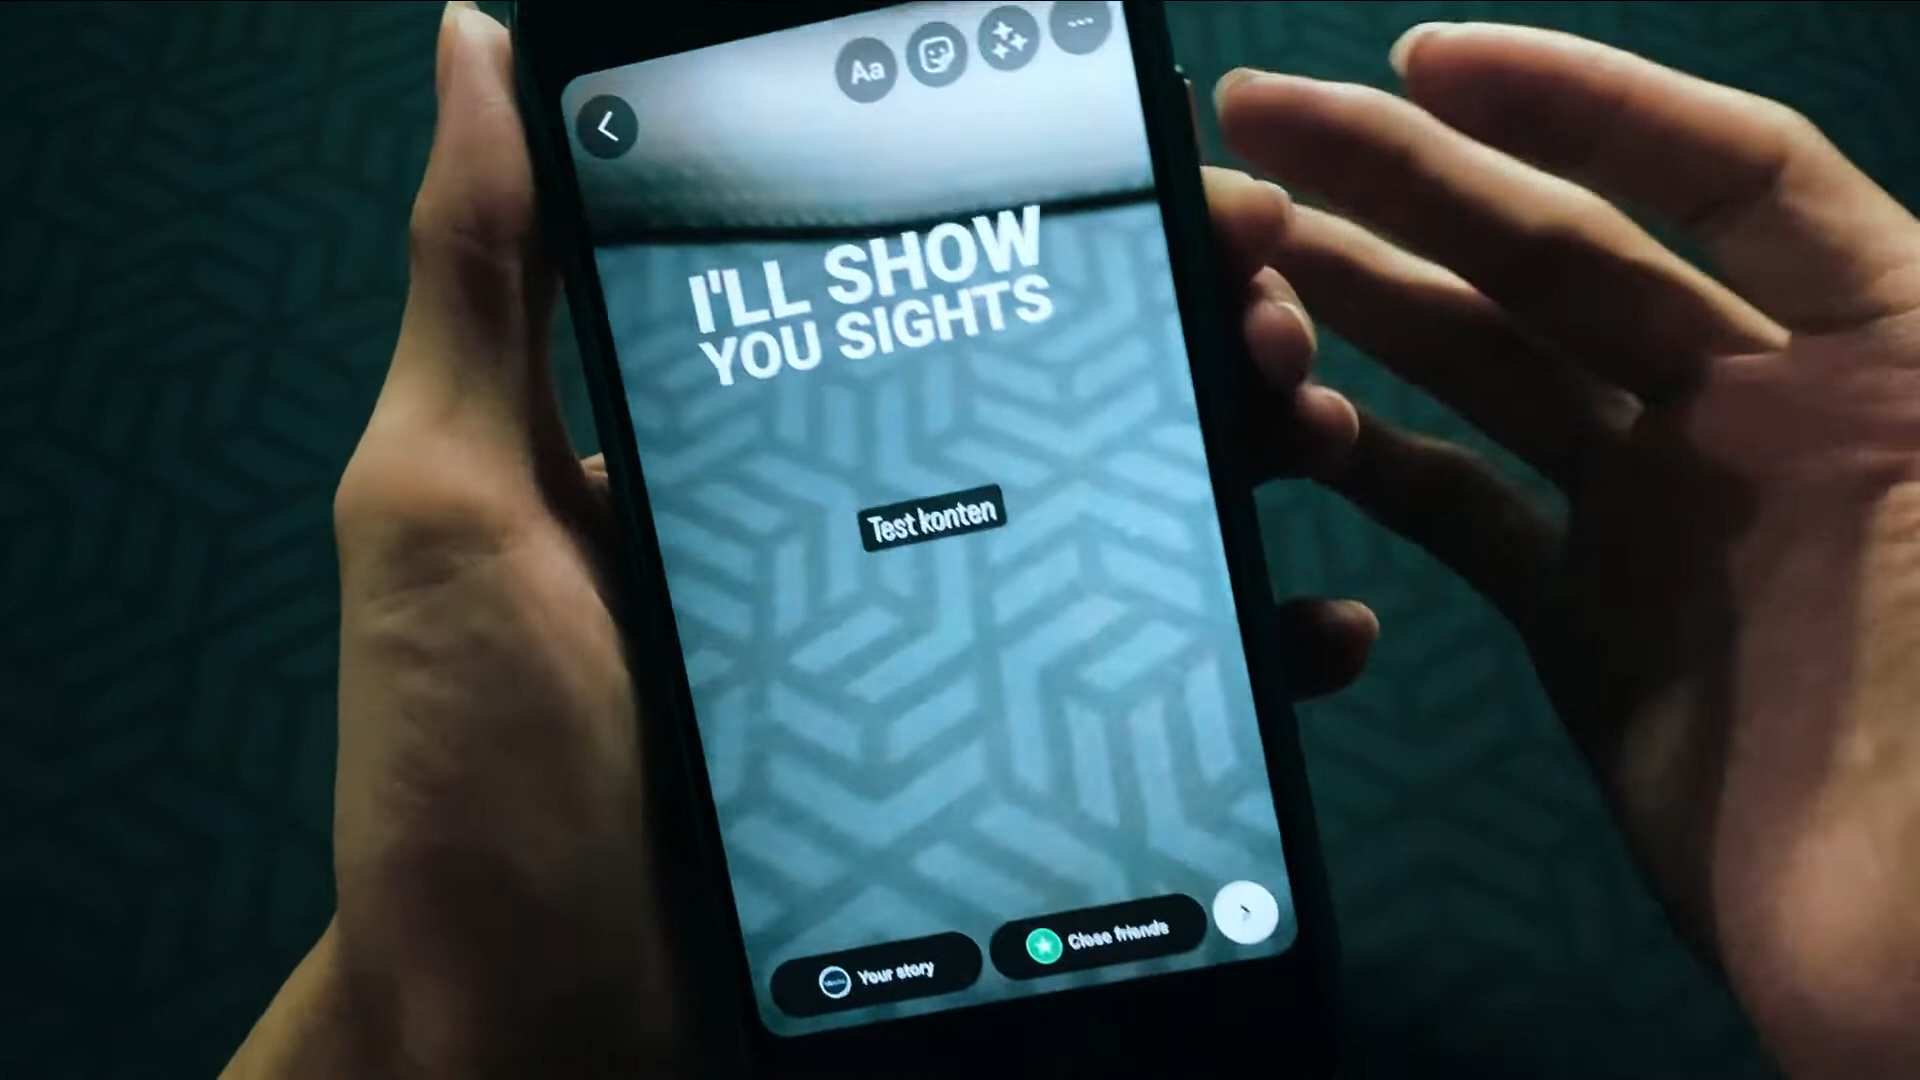 Aa
I'LL SHOW
YOU SIGHTS
Test konten
Your story
Close friends